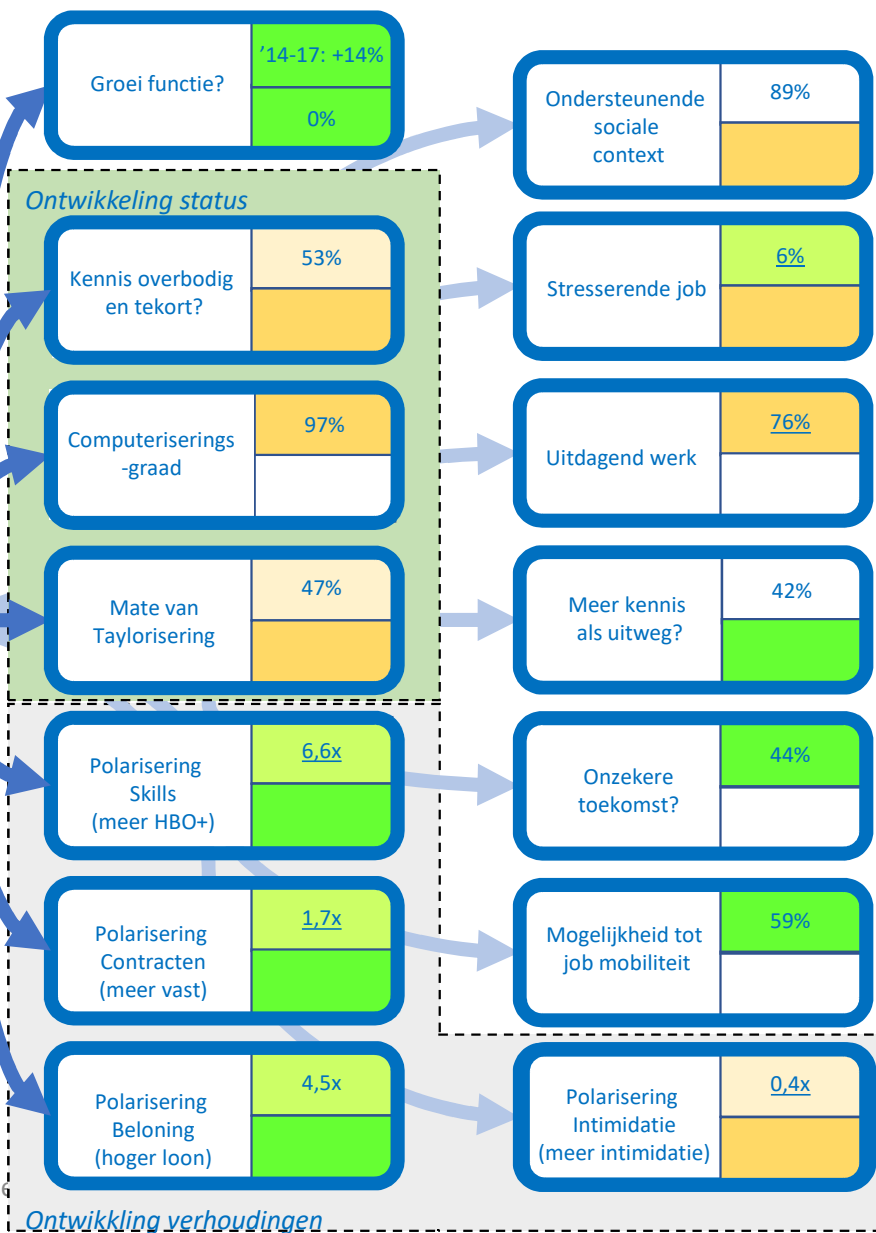 Groei functie?
’14-17: +14%
0%
Ontwikkeling status
Kennis overbodig
en tekort?
53%
Computiserings
-graad
97%
Mate van
Taylorisering
47%
Polarisering
Skills
(meer HBO+)
6,6x
Polarisering
Contracten
(meer vast)
1,7x
Polarisering
Beloning
(hoger loon)
4,5x
Ontwikkling verhoudingen
Ondersteunende
sociale
context
89%
Stresserende job
6%
Uitdagend werk
76%
Meer kennis
als uitweg?
42%
Onzekere
toekomst?
44%
Mogelijkheid tot
job mobiliteit
59%
Polarisering
Intimidatie
(meer intimidatie)
0,4x